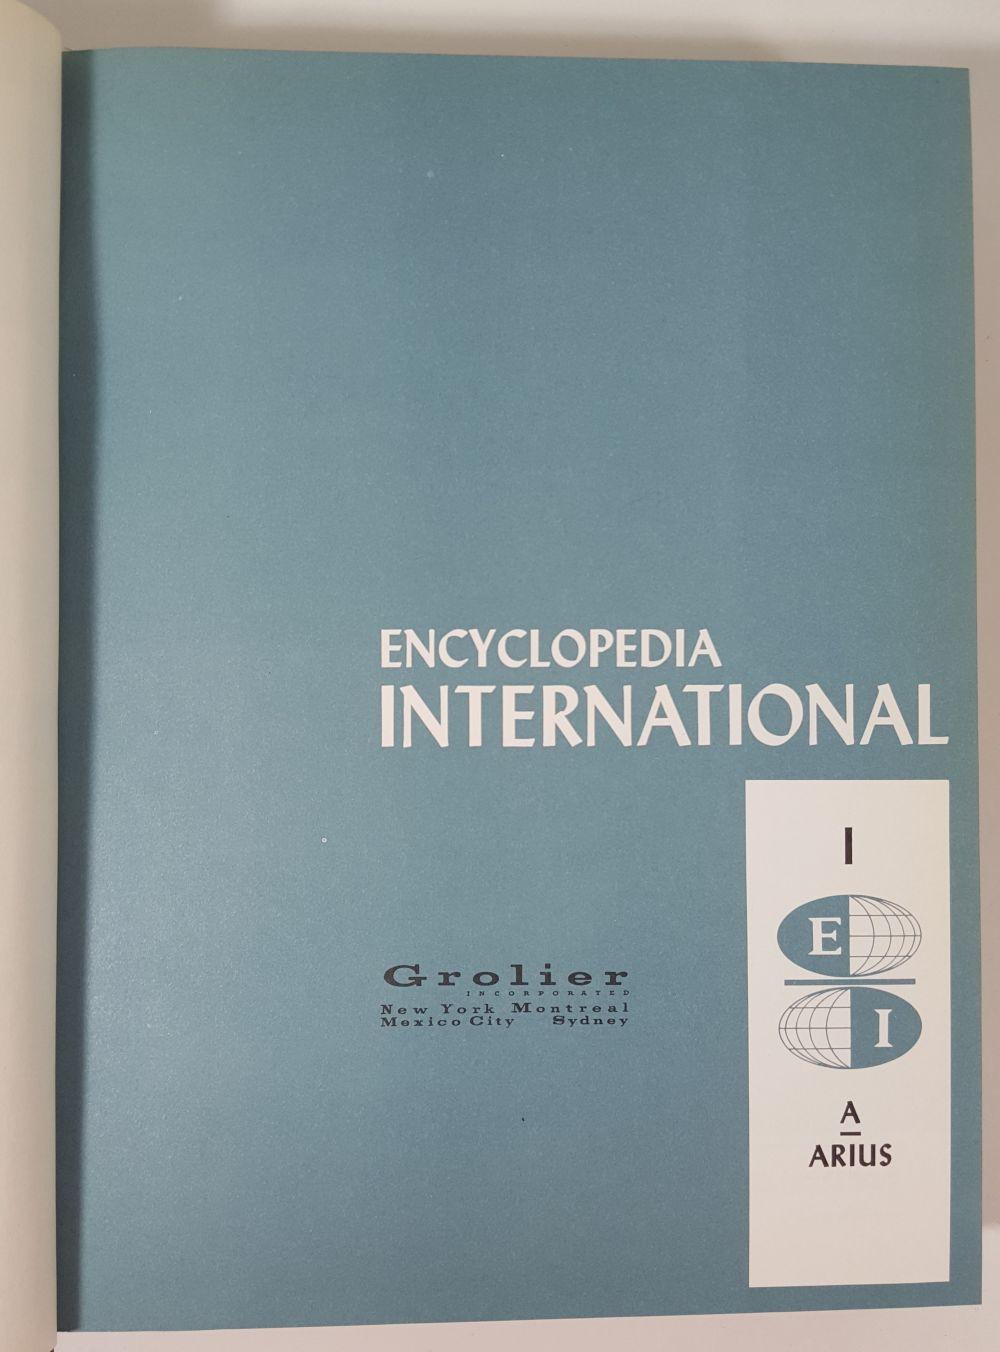 ENCYCLOPEDIA
INTERNATIONAL
I
E
I
A
ARIUS
Grolier
INCORPORATED
New York Montreal
Mexico City Sydney